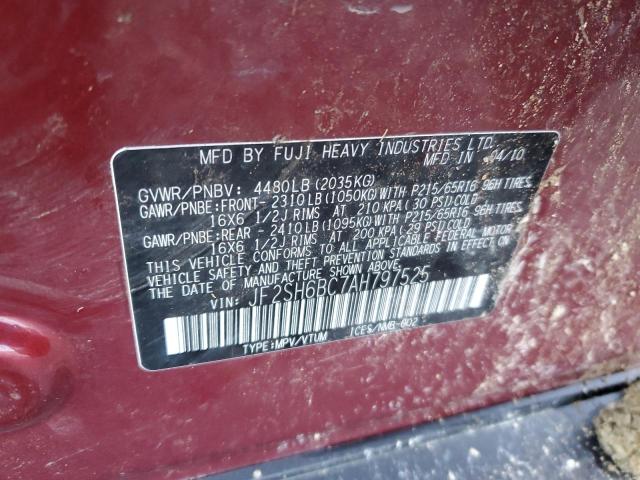 MFD BY FUJI HEAVY INDUSTRIES LTD.
MFD IN 04/10
GVWR/PNBV: 4480LB(2035KG)
GAWR/PNBE:FRONT- 2310LB(1050KG)WITH P215/65R16 96H TIRES,
16X6 1/2J RIMS AT 210 KPA(30 PSI)COLD
GAWR/PNBE:REAR - 2410LB(1095KG)WITH P215/65R16 96H TIRES,
16X6 1/2J RIMS AT 200 KPA(29 PSI)COLD
THIS VEHICLE CONFORMS TO ALL APPLICABLE FEDERAL MOTOR
VEHICLE SAFETY AND BUMPER STANDARDS IN EFFECT ON THE
DATE OF MANUFACTURE SHOWN ABOVE.
VIN: JF2SH6BC7AH797525
TYPE:MPV/VTUM ICES/NMB-002